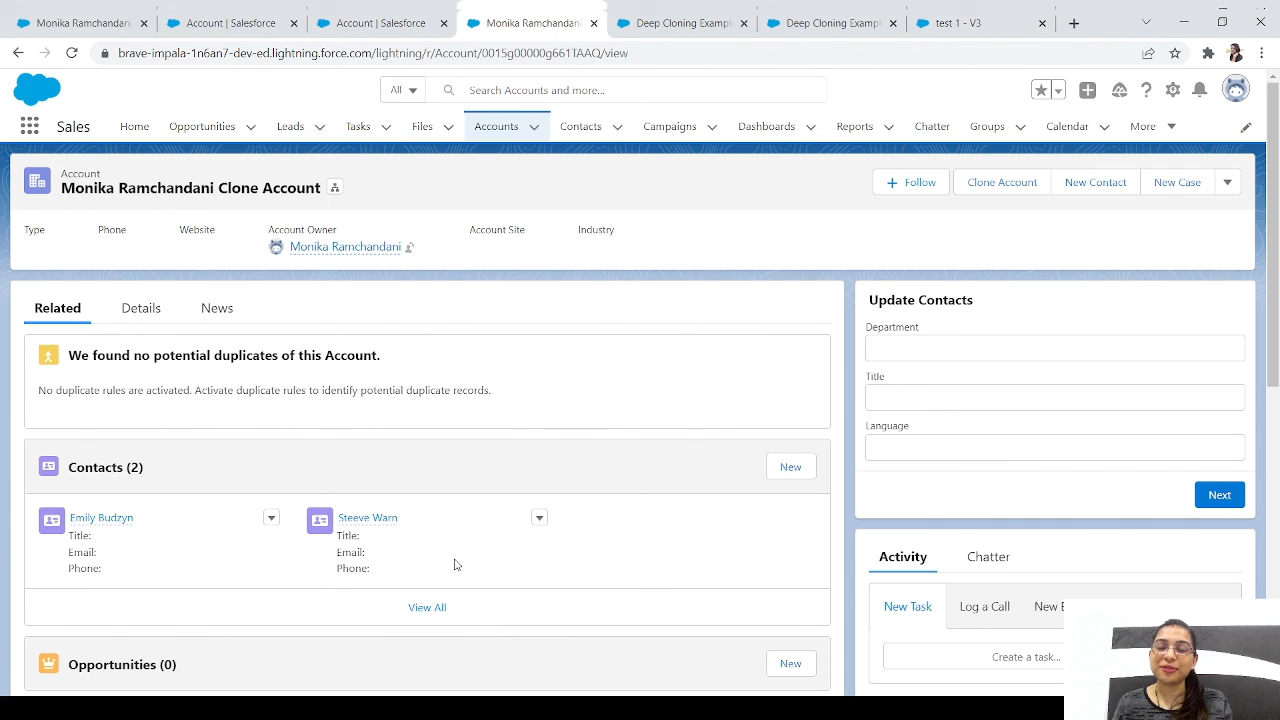 Monika Ramchandani
Account | Salesforce
Account | Salesforce
Monika Ramchandani
Deep Cloning Exampl
Deep Cloning Exampl
test 1 - V3
brave-impala-1n6an7-dev-ed.lightning.force.com/lightning/r/Account/0015g00000g661TAAQ/view
All
Search Accounts and more...
Sales
Home
Opportunities
Leads
Tasks
Files
Accounts
Contacts
Campaigns
Dashboards
Reports
Chatter
Groups
Calendar
More
Account
Monika Ramchandani Clone Account
Follow
Clone Account
New Contact
New Case
Type
Phone
Website
Account Owner
Account Site
Industry
Monika Ramchandani
Related
Details
News
We found no potential duplicates of this Account.
No duplicate rules are activated. Activate duplicate rules to identify potential duplicate records.
Contacts (2)
New
Emily Budzyn
Title:
Email:
Phone:
Steeve Warn
Title:
Email:
Phone:
View All
Opportunities (0)
New
Update Contacts
Department
Title
Language
Next
Activity
Chatter
New Task
Log a Call
New E
Create a task...